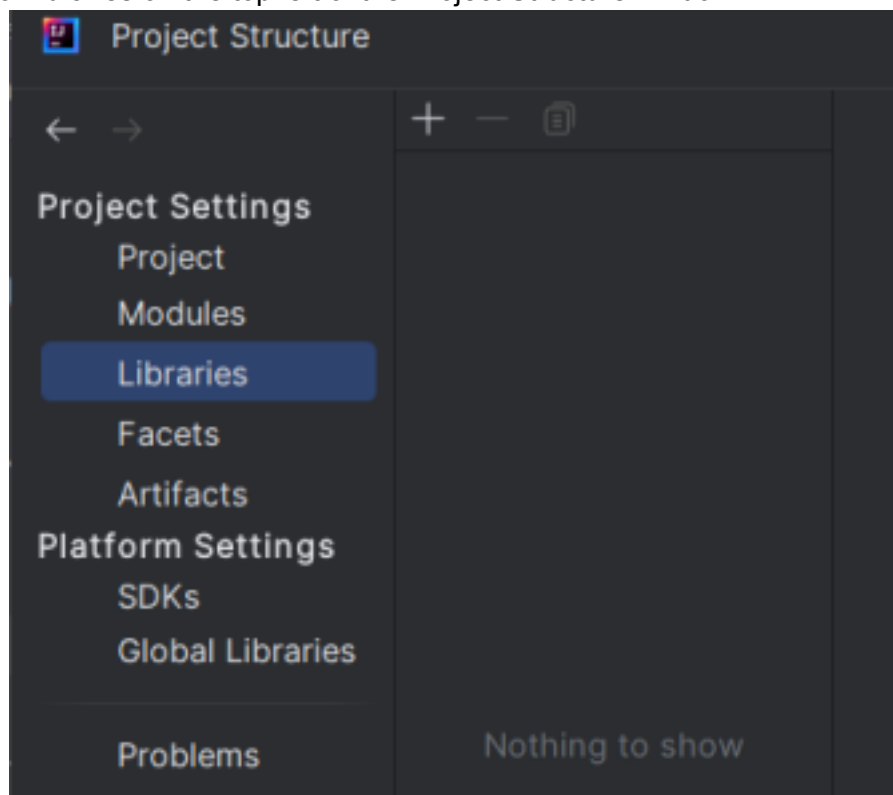 Project Structure
Project Settings
Project
Modules
Libraries
Facets
Artifacts
Platform Settings
SDKs
Global Libraries
Problems
Nothing to show